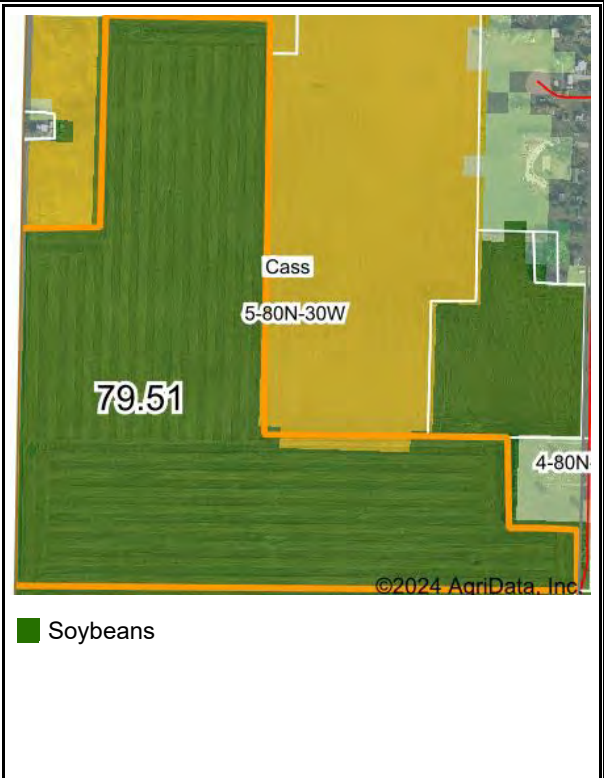 Cass
5-80N-30W
79.51
4-80N-
©2024 AgriData, Inc.
Soybeans